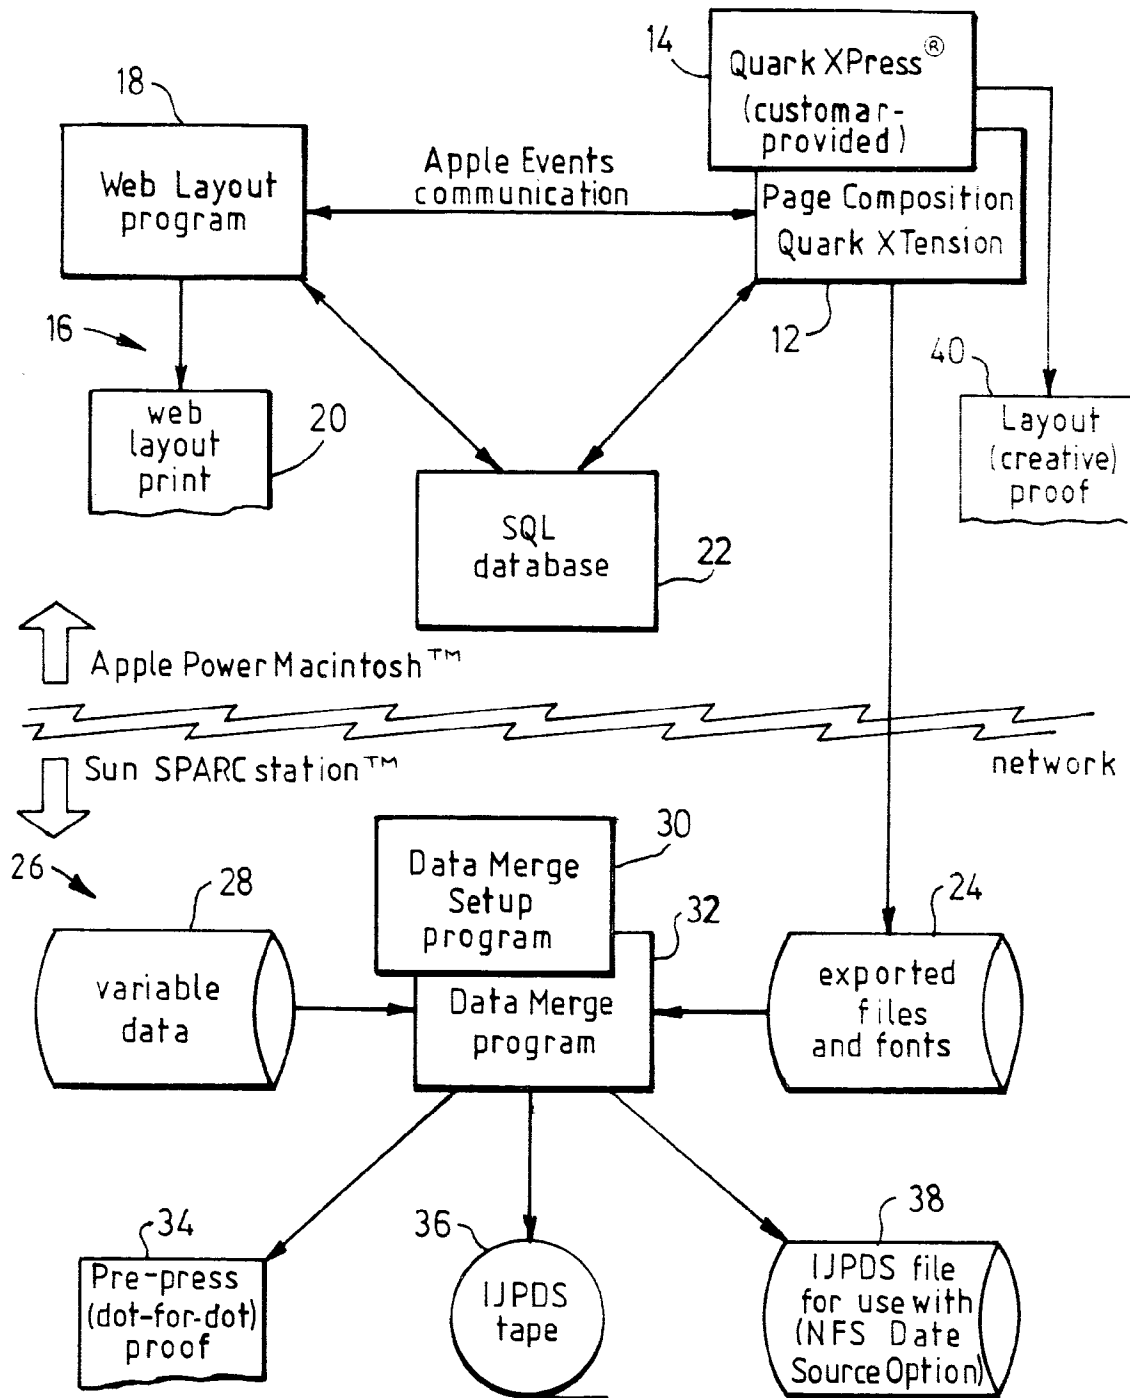 14
Quark XPress®
(customar-
provided)
18
Web Layout
program
Apple Events
communication
Page Composition
Quark XTension
16
12
40
web
layout
print
20
Layout
(creative)
proof
SQL
database
22
Apple Power Macintosh™
Sun SPARCstation™
network
26
28
30
Data Merge
Setup
program
32
24
variable
data
Data Merge
program
exported
files
and fonts
34
Pre-press
(dot-for-dot)
proof
36
IJPDS
tape
38
IJPDS file
for use with
(NFS Date
Source Option)